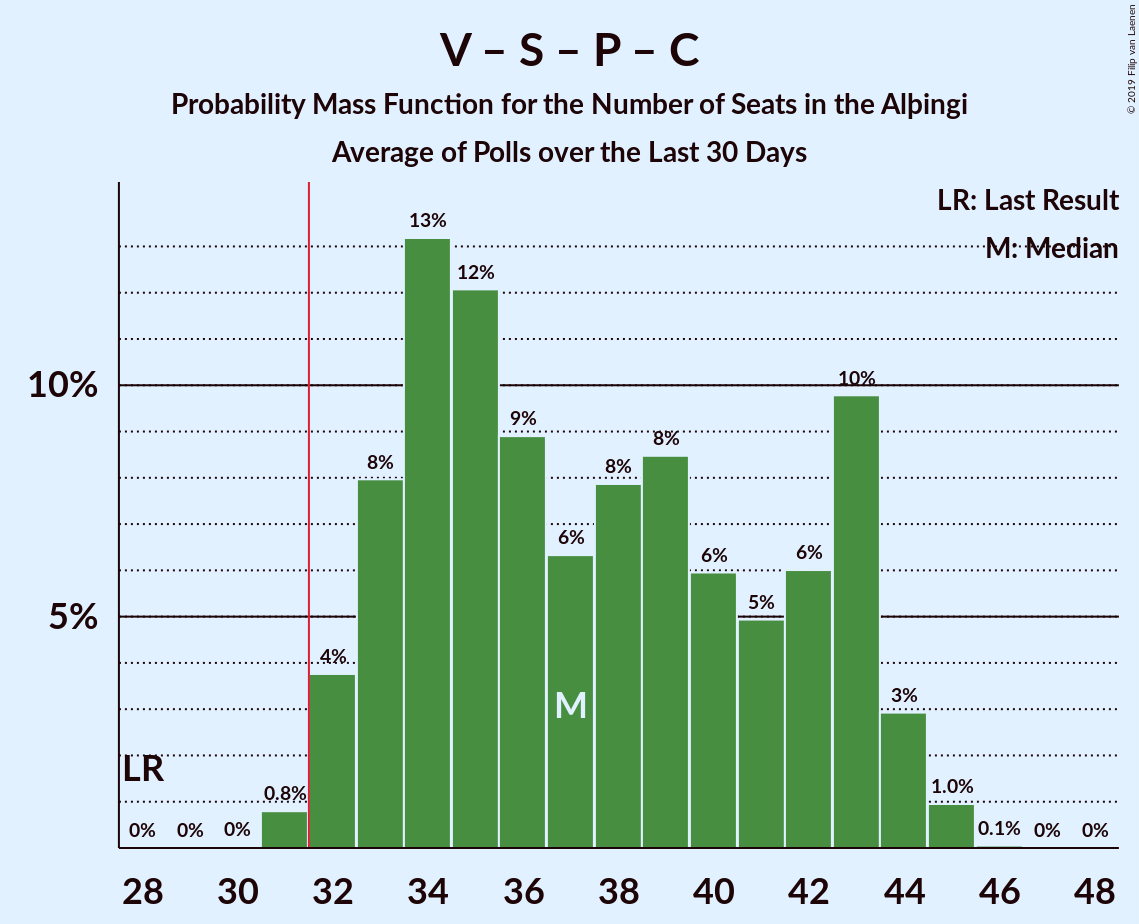 V – S – P – C
Probability Mass Function for the Number of Seats in the Alþingi
Average of Polls over the Last 30 Days
© 2019 Filip van Laenen
LR: Last Result
M: Median
10%
5%
0% 0% 0% 0.8% 4% 8% 13% 12% 9% 6% 8% 8% 6% 5% 6% 10% 3% 1.0% 0.1% 0% 0%
LR
M
28 30 32 34 36 38 40 42 44 46 48